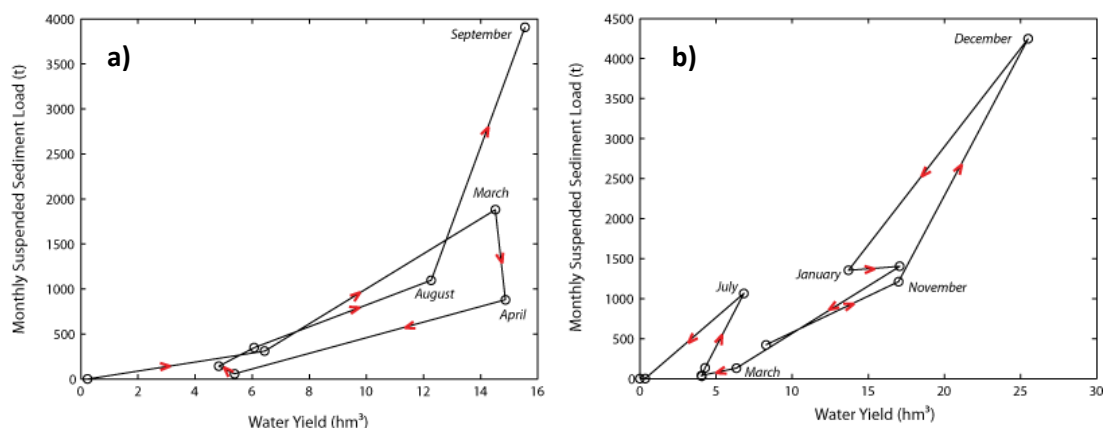 a)
Monthly Suspended Sediment Load (t)
4000
3500
3000
2500
2000
1500
1000
500
0
September
March
August
April
0 2 4 6 8 10 12 14 16
Water Yield (hm³)
b)
Monthly Suspended Sediment Load (t)
4500
4000
3500
3000
2500
2000
1500
1000
500
0
December
January
July
November
March
0 5 10 15 20 25 30
Water Yield (hm³)